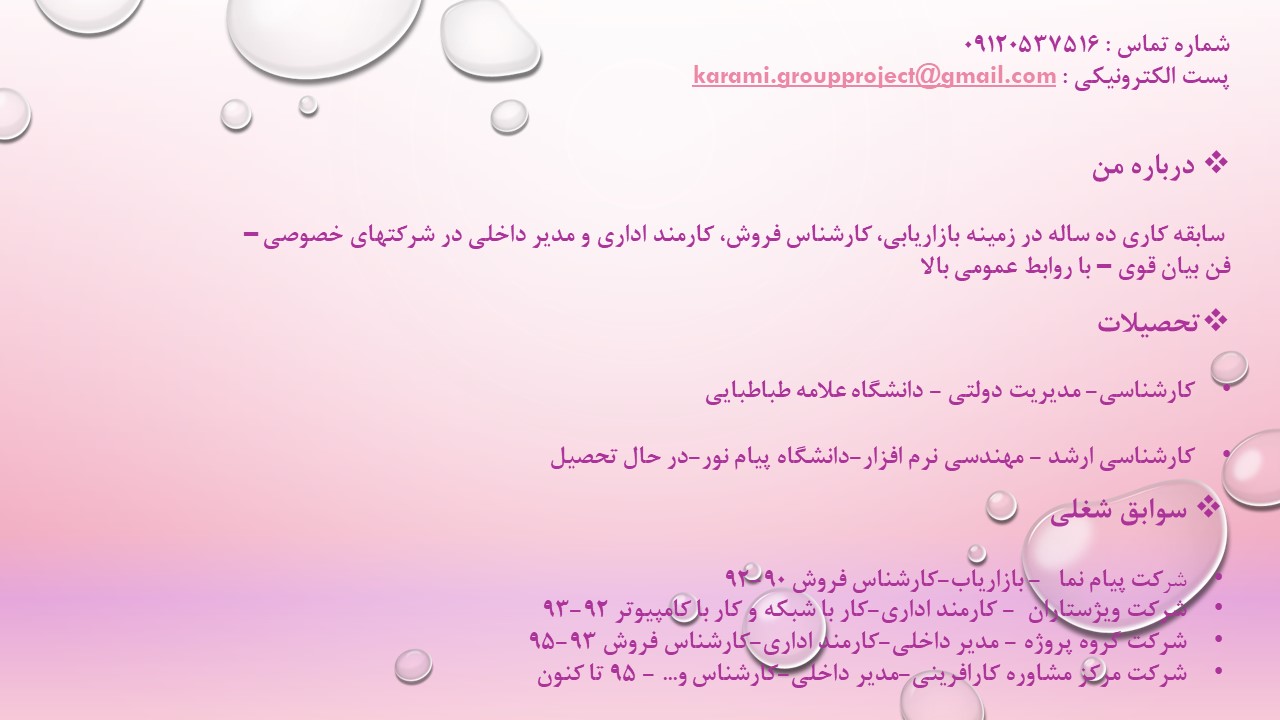 شماره تماس : ۰۹۱۲۰۵۳۷۵۱۶
پست الکترونیکی : karami.groupproject@gmail.com
❖ درباره من
سابقه کاری ده ساله در زمینه بازاریابی، کارشناس فروش، کارمند اداری و مدیر داخلی در شرکتهای خصوصی –
فن بیان قوی – با روابط عمومی بالا
❖ تحصیلات
• کارشناسی- مدیریت دولتی - دانشگاه علامه طباطبایی
• کارشناسی ارشد - مهندسی نرم افزار-دانشگاه پیام نور-در حال تحصیل
❖ سوابق شغلی
• شرکت پیام نما - بازاریاب-کارشناس فروش ۹۰-۹۲
• شرکت ویژستاران - کارمند اداری-کار با شبکه و کار با کامپیوتر ۹۲-۹۳
• شرکت گروه پروژه - مدیر داخلی-کارمند اداری-کارشناس فروش ۹۳-۹۵
• شرکت مرکز مشاوره کارافرینی-مدیر داخلی-کارشناس و... - ۹۵ تا کنون